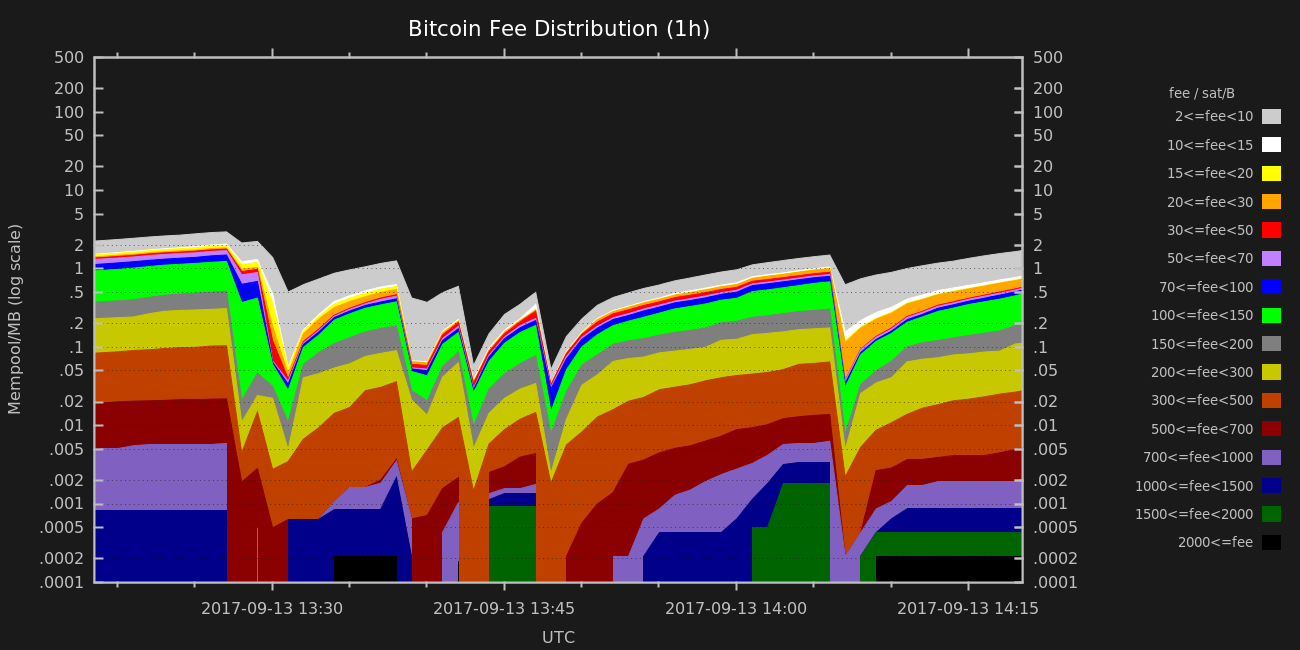 Bitcoin Fee Distribution (1h)
500 500
200 200
100 100
50 50
20 20
10 10
5 5
2 2
1 1
.5 .5
.2 .2
.1 .1
.05 .05
.02 .02
.01 .01
.005 .005
.002 .002
.001 .001
.0005 .0005
.0002 .0002
.0001 .0001
Mempool/MB (log scale)
2017-09-13 13:30 2017-09-13 13:45 2017-09-13 14:00 2017-09-13 14:15
UTC
fee / sat/B
2<=fee<10
10<=fee<15
15<=fee<20
20<=fee<30
30<=fee<50
50<=fee<70
70<=fee<100
100<=fee<150
150<=fee<200
200<=fee<300
300<=fee<500
500<=fee<700
700<=fee<1000
1000<=fee<1500
1500<=fee<2000
2000<=fee